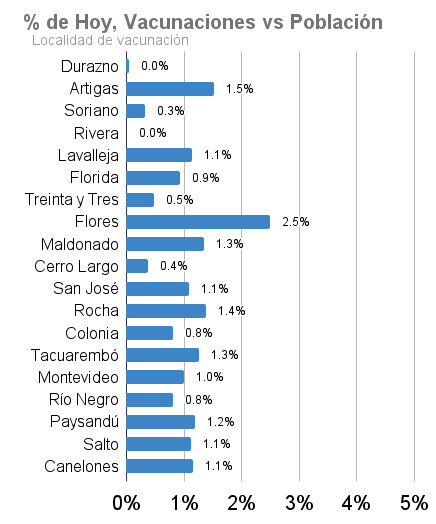 % de Hoy, Vacunaciones vs Población
Localidad de vacunación
Durazno 0.0%
Artigas 1.5%
Soriano 0.3%
Rivera 0.0%
Lavalleja 1.1%
Florida 0.9%
Treinta y Tres 0.5%
Flores 2.5%
Maldonado 1.3%
Cerro Largo 0.4%
San José 1.1%
Rocha 1.4%
Colonia 0.8%
Tacuarembó 1.3%
Montevideo 1.0%
Río Negro 0.8%
Paysandú 1.2%
Salto 1.1%
Canelones 1.1%
0% 1% 2% 3% 4% 5%